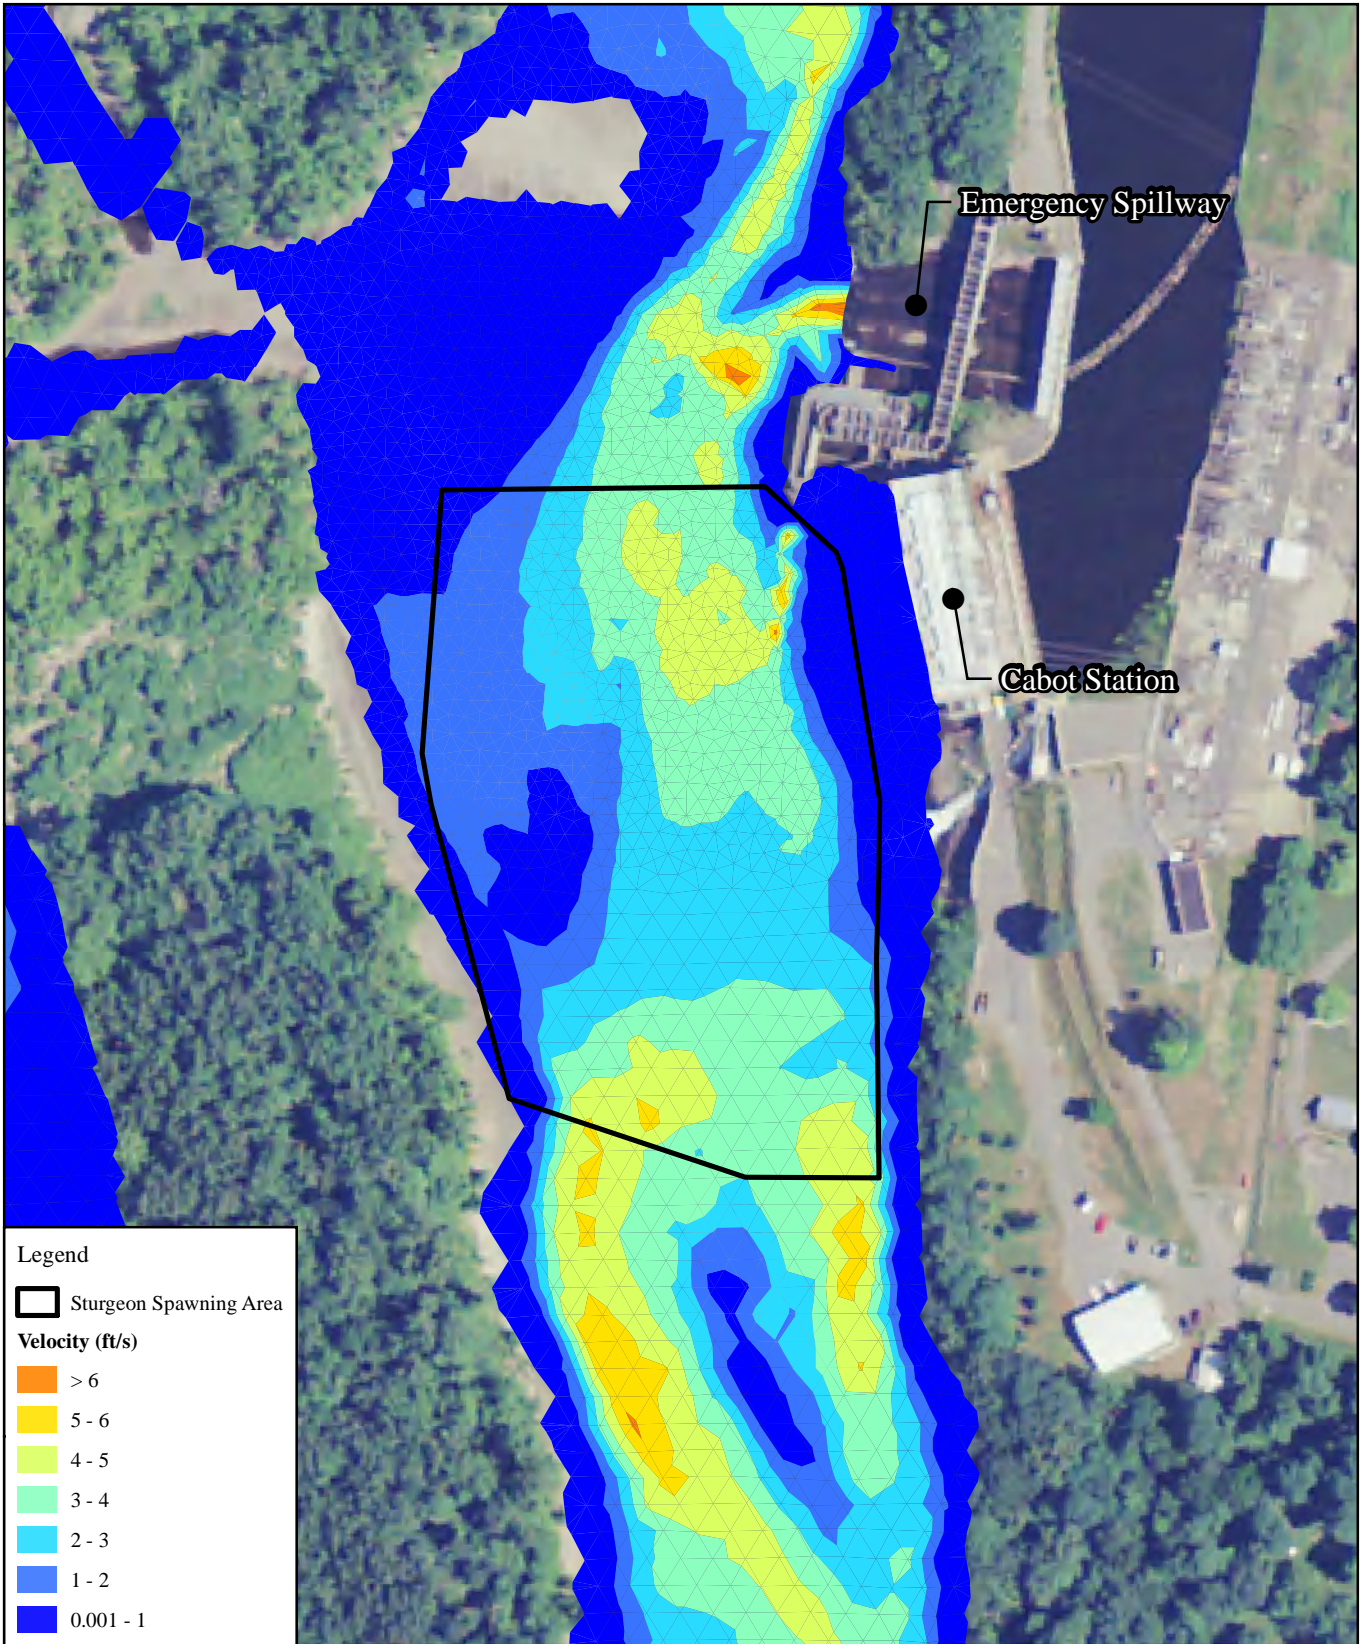 Emergency Spillway
Cabot Station
Legend
Sturgeon Spawning Area
Velocity (ft/s)
> 6
5 - 6
4 - 5
3 - 4
2 - 3
1 - 2
0.001 - 1